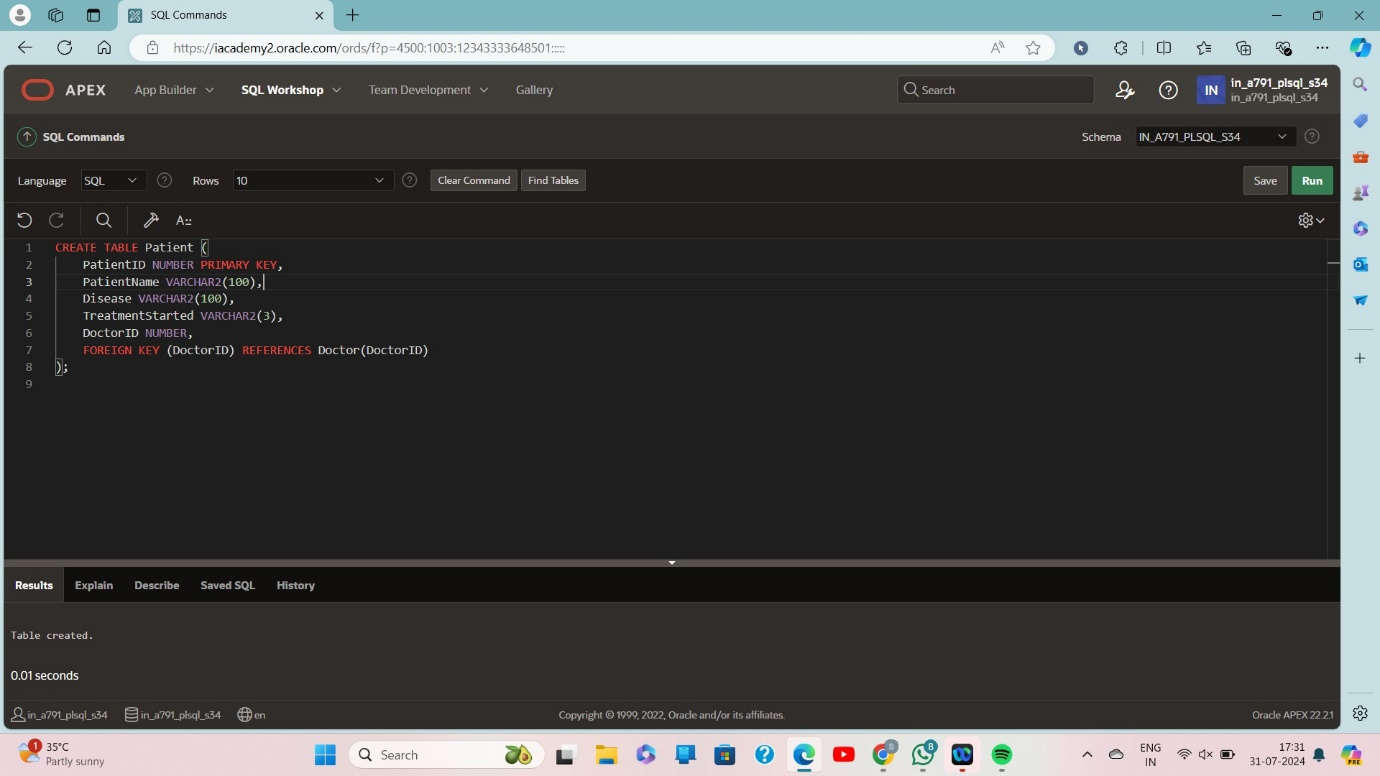 SQL Commands
https://iacademy2.oracle.com/ords/f?p=4500:1003:12343333648501:::::
APEX App Builder SQL Workshop Team Development Gallery Search IN in_a791_plsql_s34
in_a791_plsql_s34
SQL Commands Schema IN_A791_PLSQL_S34
Language SQL Rows 10 Clear Command Find Tables Save Run
A::
1 CREATE TABLE Patient (
2 PatientID NUMBER PRIMARY KEY,
3 PatientName VARCHAR2(100),
4 Disease VARCHAR2(100),
5 TreatmentStarted VARCHAR2(3),
6 DoctorID NUMBER,
7 FOREIGN KEY (DoctorID) REFERENCES Doctor(DoctorID)
8 );
9
Results Explain Describe Saved SQL History
Table created.
0.01 seconds
in_a791_plsql_s34 in_a791_plsql_s34 en Copyright © 1999, 2022, Oracle and/or its affiliates. Oracle APEX 22.2.1
1 35°C Search S 8 ENG 17:31 PRE
Partly sunny IN 31-07-2024